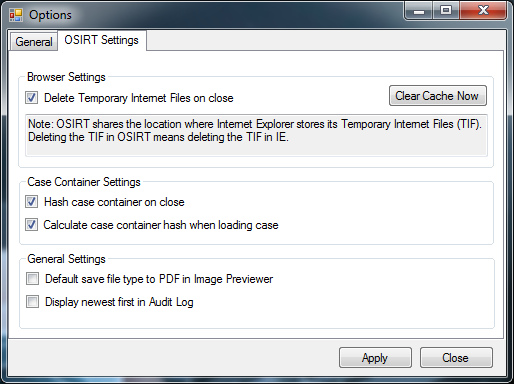 Options
General
OSIRT Settings
Browser Settings
Delete Temporary Internet Files on close
Clear Cache Now
Note: OSIRT shares the location where Internet Explorer stores its Temporary Internet Files (TIF).
Deleting the TIF in OSIRT means deleting the TIF in IE.
Case Container Settings
Hash case container on close
Calculate case container hash when loading case
General Settings
Default save file type to PDF in Image Previewer
Display newest first in Audit Log
Apply
Close